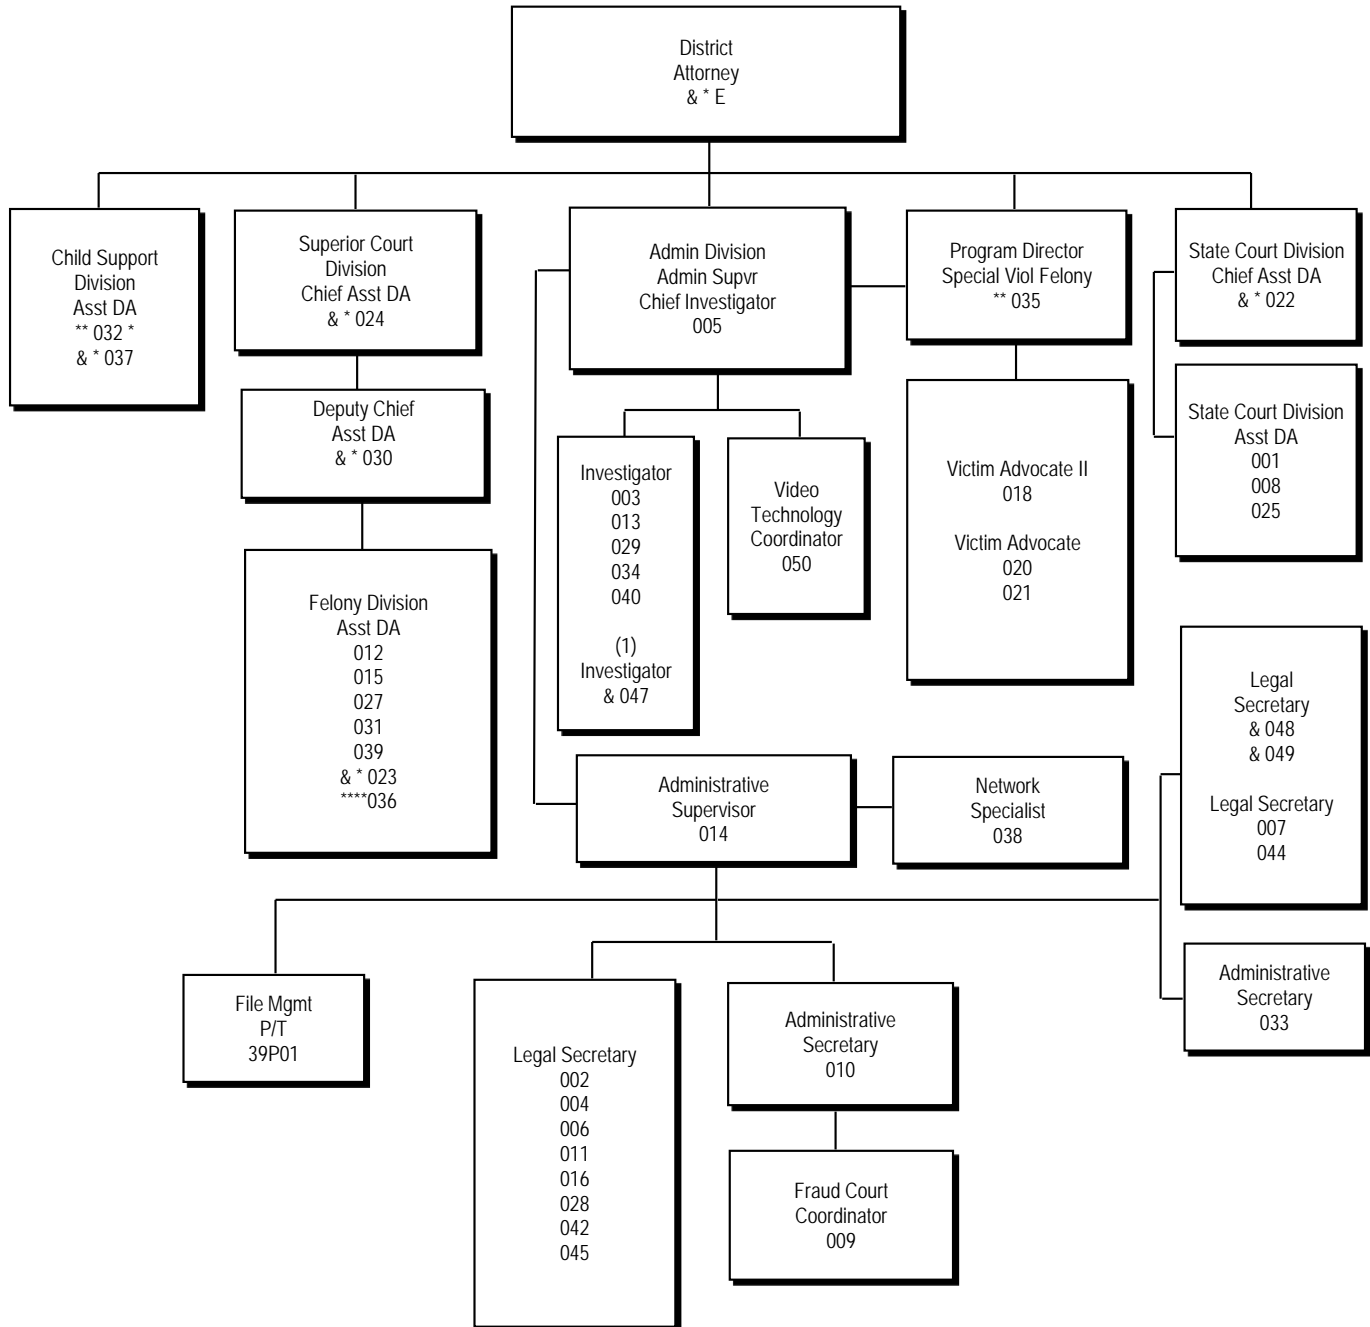 District
Attorney
& * E
Child Support
Division
Asst DA
** 032 *
& * 037
Superior Court
Division
Chief Asst DA
& * 024
Admin Division
Admin Supvr
Chief Investigator
005
Program Director
Special Viol Felony
** 035
State Court Division
Chief Asst DA
& * 022
Deputy Chief
Asst DA
& * 030
State Court Division
Asst DA
001
008
025
Investigator
003
013
029
034
040
(1)
Investigator
& 047
Video
Technology
Coordinator
050
Victim Advocate II
018
Victim Advocate
020
021
Felony Division
Asst DA
012
015
027
031
039
& * 023
****036
Legal
Secretary
& 048
& 049
Legal Secretary
007
044
Administrative
Supervisor
014
Network
Specialist
038
Administrative
Secretary
033
File Mgmt
P/T
39P01
Legal Secretary
002
004
006
011
016
028
042
045
Administrative
Secretary
010
Fraud Court
Coordinator
009